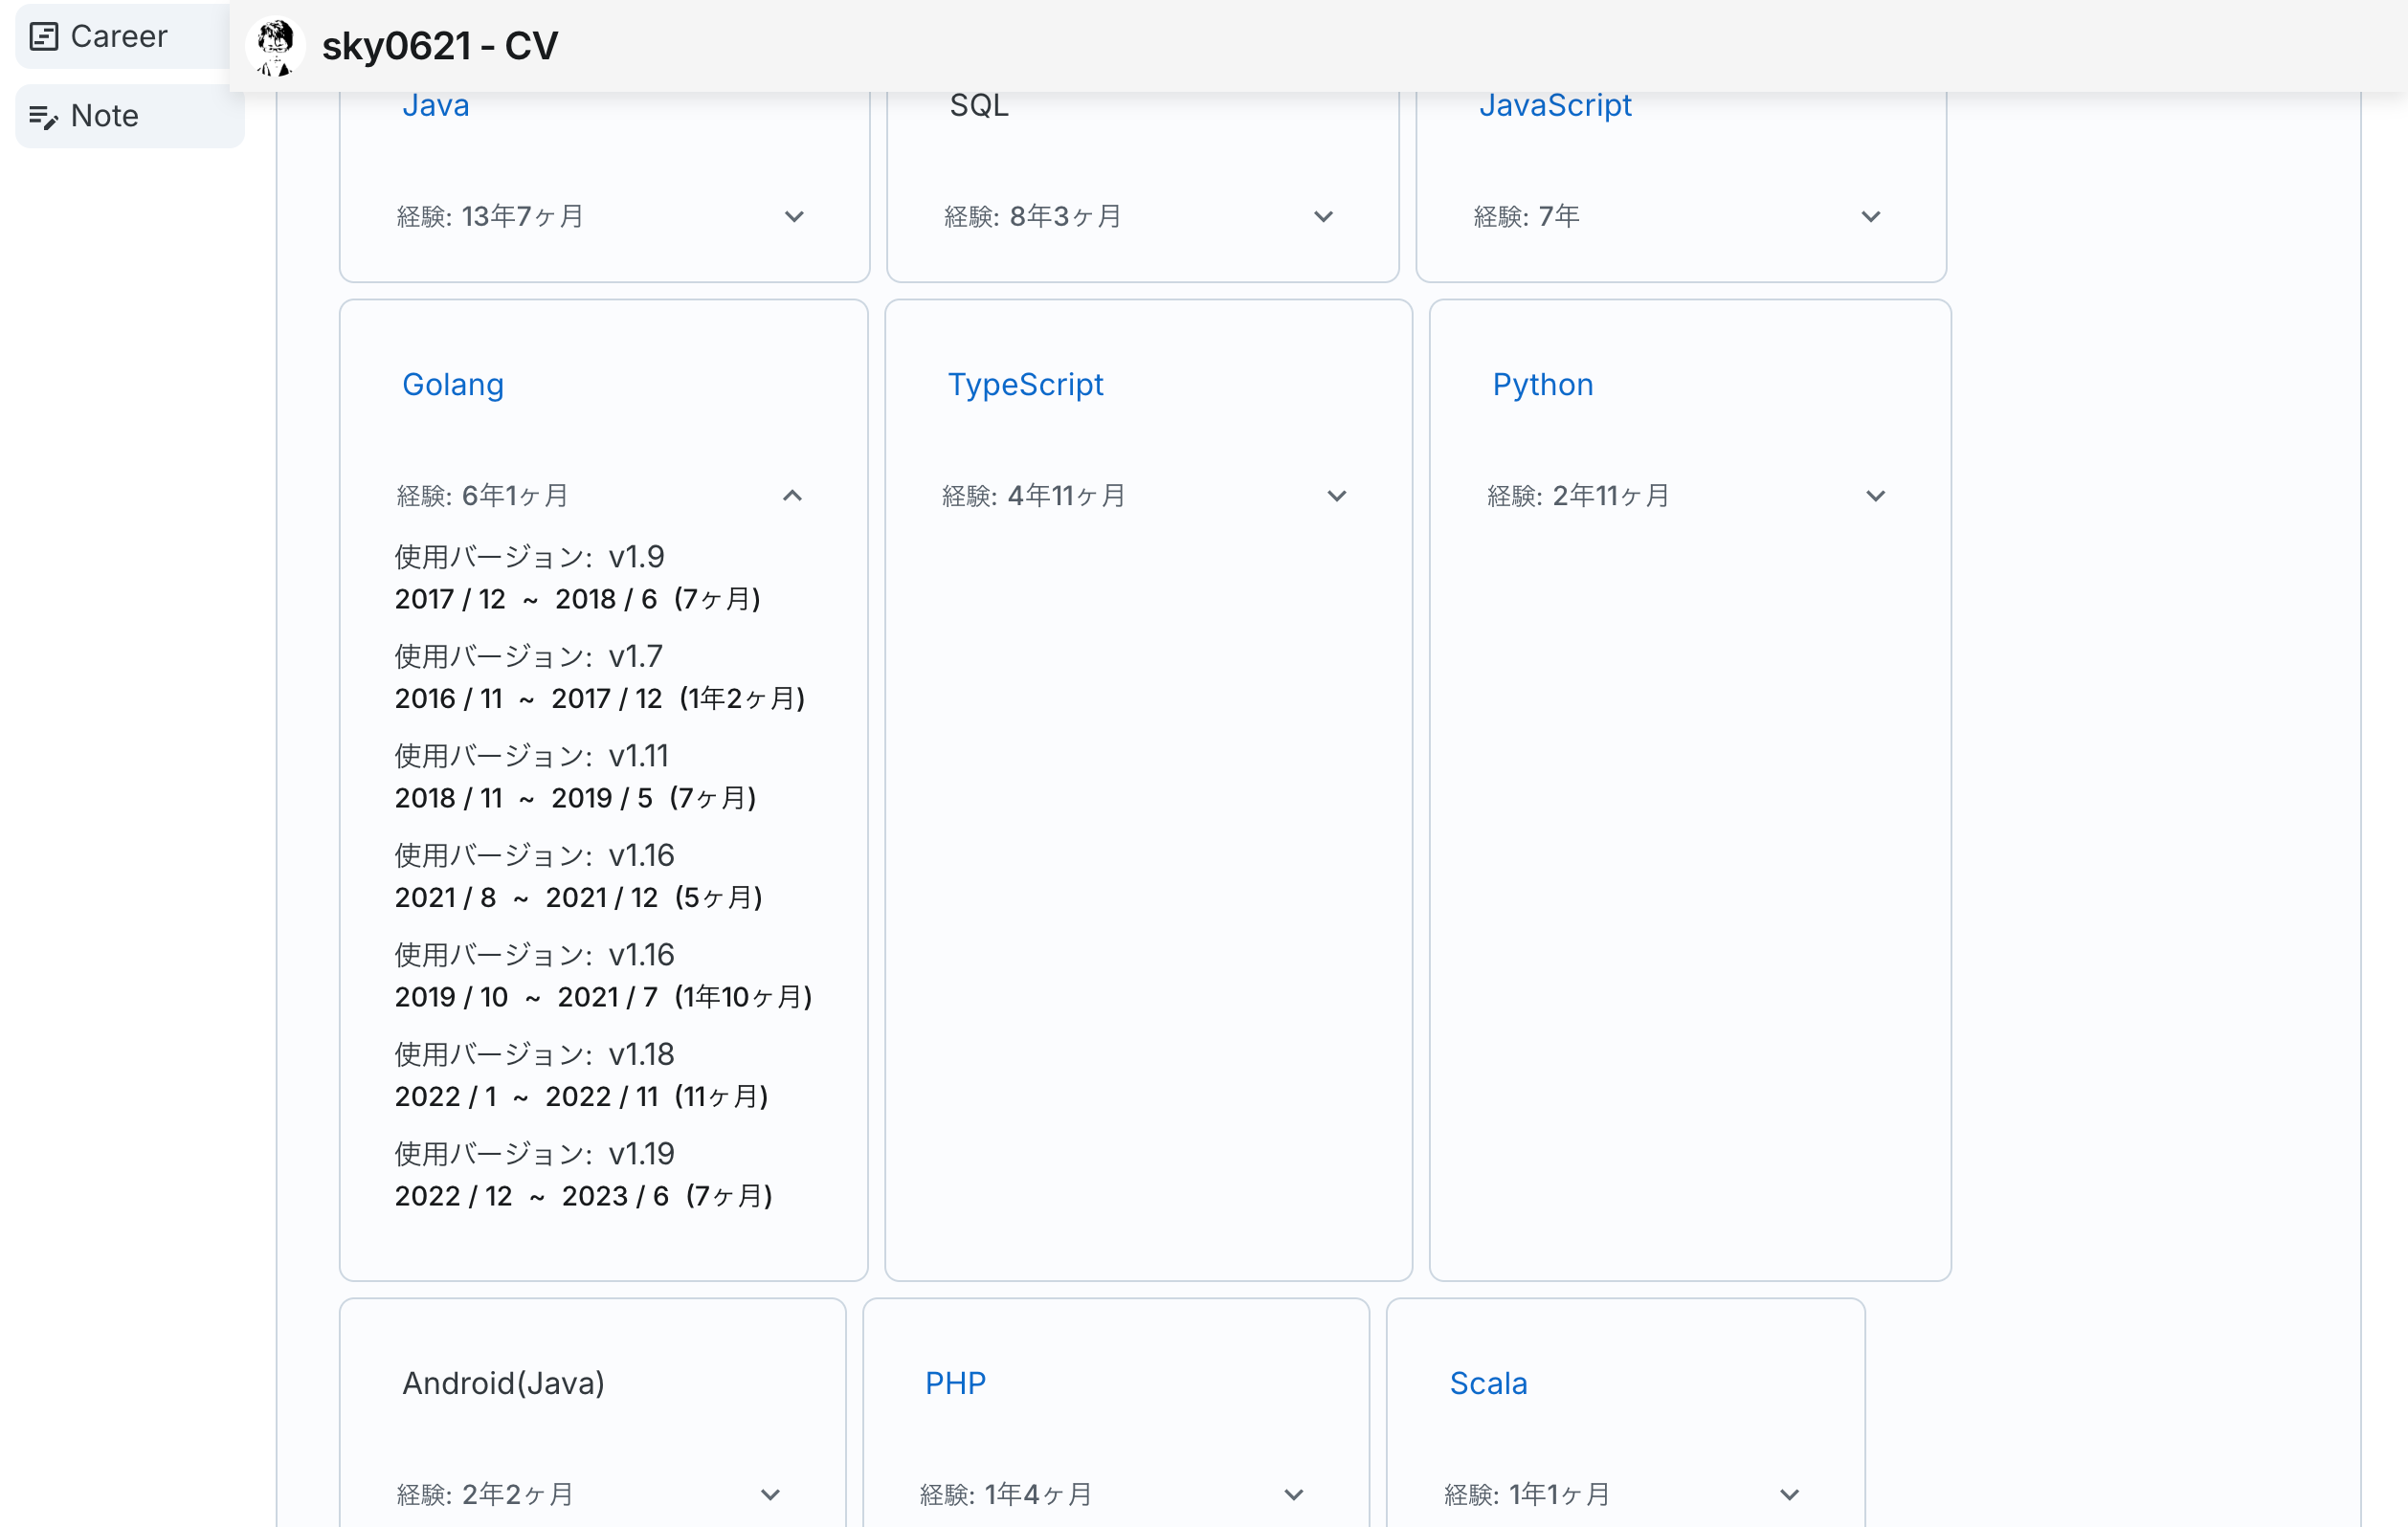 Career
Note
sky0621 - CV
Java
SQL
JavaScript
経験: 13年7ヶ月
経験: 8年3ヶ月
経験: 7年
Golang
TypeScript
Python
経験: 6年1ヶ月
経験: 4年11ヶ月
経験: 2年11ヶ月
使用バージョン: v1.9
2017 / 12 ~ 2018 / 6 (7ヶ月)
使用バージョン: v1.7
2016 / 11 ~ 2017 / 12 (1年2ヶ月)
使用バージョン: v1.11
2018 / 11 ~ 2019 / 5 (7ヶ月)
使用バージョン: v1.16
2021 / 8 ~ 2021 / 12 (5ヶ月)
使用バージョン: v1.16
2019 / 10 ~ 2021 / 7 (1年10ヶ月)
使用バージョン: v1.18
2022 / 1 ~ 2022 / 11 (11ヶ月)
使用バージョン: v1.19
2022 / 12 ~ 2023 / 6 (7ヶ月)
Android(Java)
PHP
Scala
経験: 2年2ヶ月
経験: 1年4ヶ月
経験: 1年1ヶ月